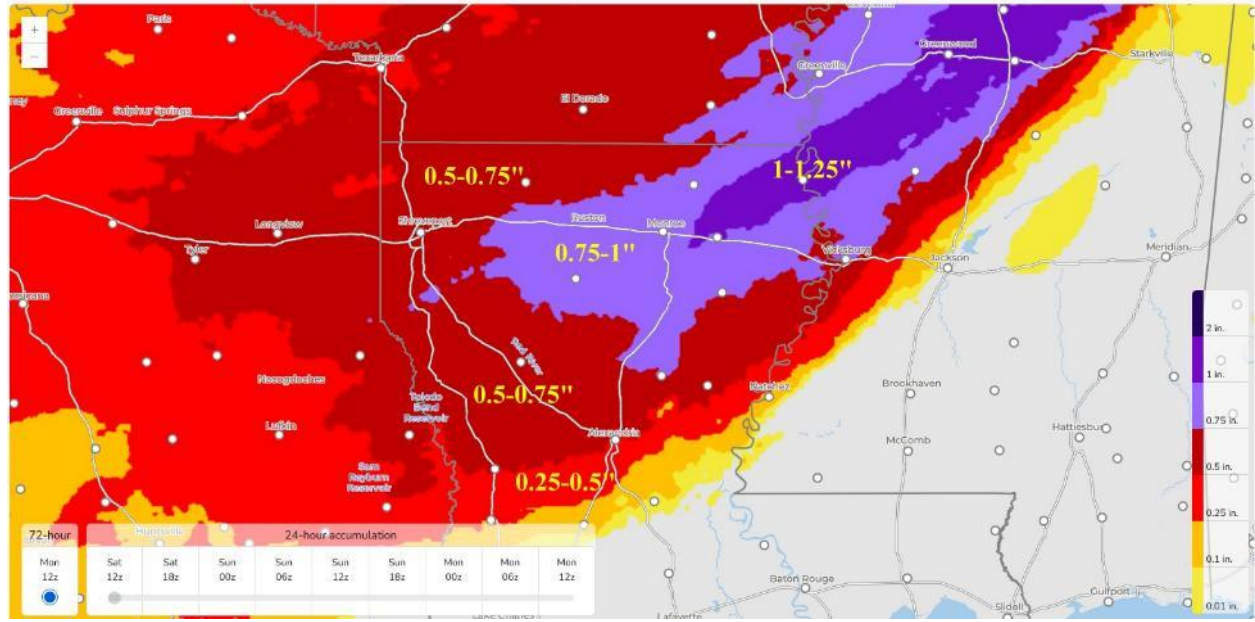 +
Paris
−
Texarkana
Greenwood
Starkville
Greenville
El Dorado
Greenville
Sulphur Springs
0.5-0.75"
1-1.25"
Shreveport
Ruston
Monroe
Longview
Tyler
0.75-1"
Vicksburg
Jackson
Meridian
2 in.
Red River
1 in.
Nacogdoches
0.5-0.75"
Toledo
Bend
Reservoir
Natchez
Brookhaven
0.75 in.
Lufkin
Alexandria
McComb
Hattiesburg
0.5 in.
Sam
Rayburn
Reservoir
0.25-0.5"
0.25 in.
Huntsville
72-hour
24-hour accumulation
0.1 in.
Mon
12z
Sat
12z
Sat
18z
Sun
00z
Sun
06z
Sun
12z
Sun
18z
Mon
00z
Mon
06z
Mon
12z
Baton Rouge
Gulfport
Slidell
0.01 in.
Lafayette